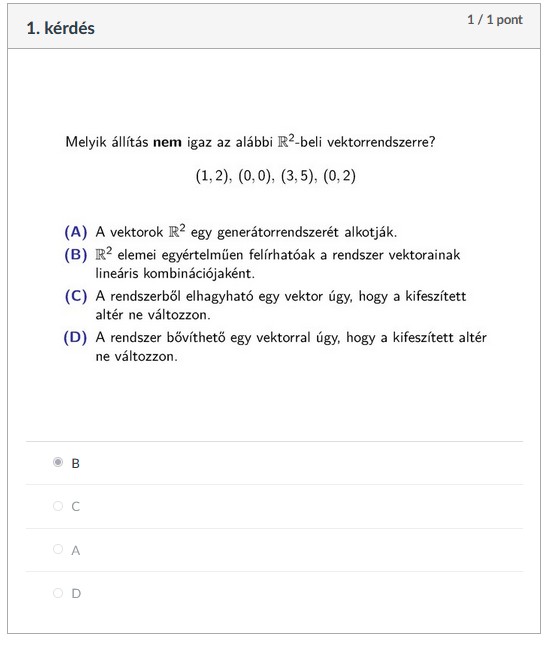 1. kérdés
1 / 1 pont
Melyik állítás nem igaz az alábbi ℝ²-beli vektorrendszerre?
(1, 2), (0, 0), (3, 5), (0, 2)
(A) A vektorok ℝ² egy generátorrendszerét alkotják.
(B) ℝ² elemei egyértelműen felírhatóak a rendszer vektorainak
lineáris kombinációjaként.
(C) A rendszerből elhagyható egy vektor úgy, hogy a kifeszített
altér ne változzon.
(D) A rendszer bővíthető egy vektorral úgy, hogy a kifeszített altér
ne változzon.
B
C
A
D